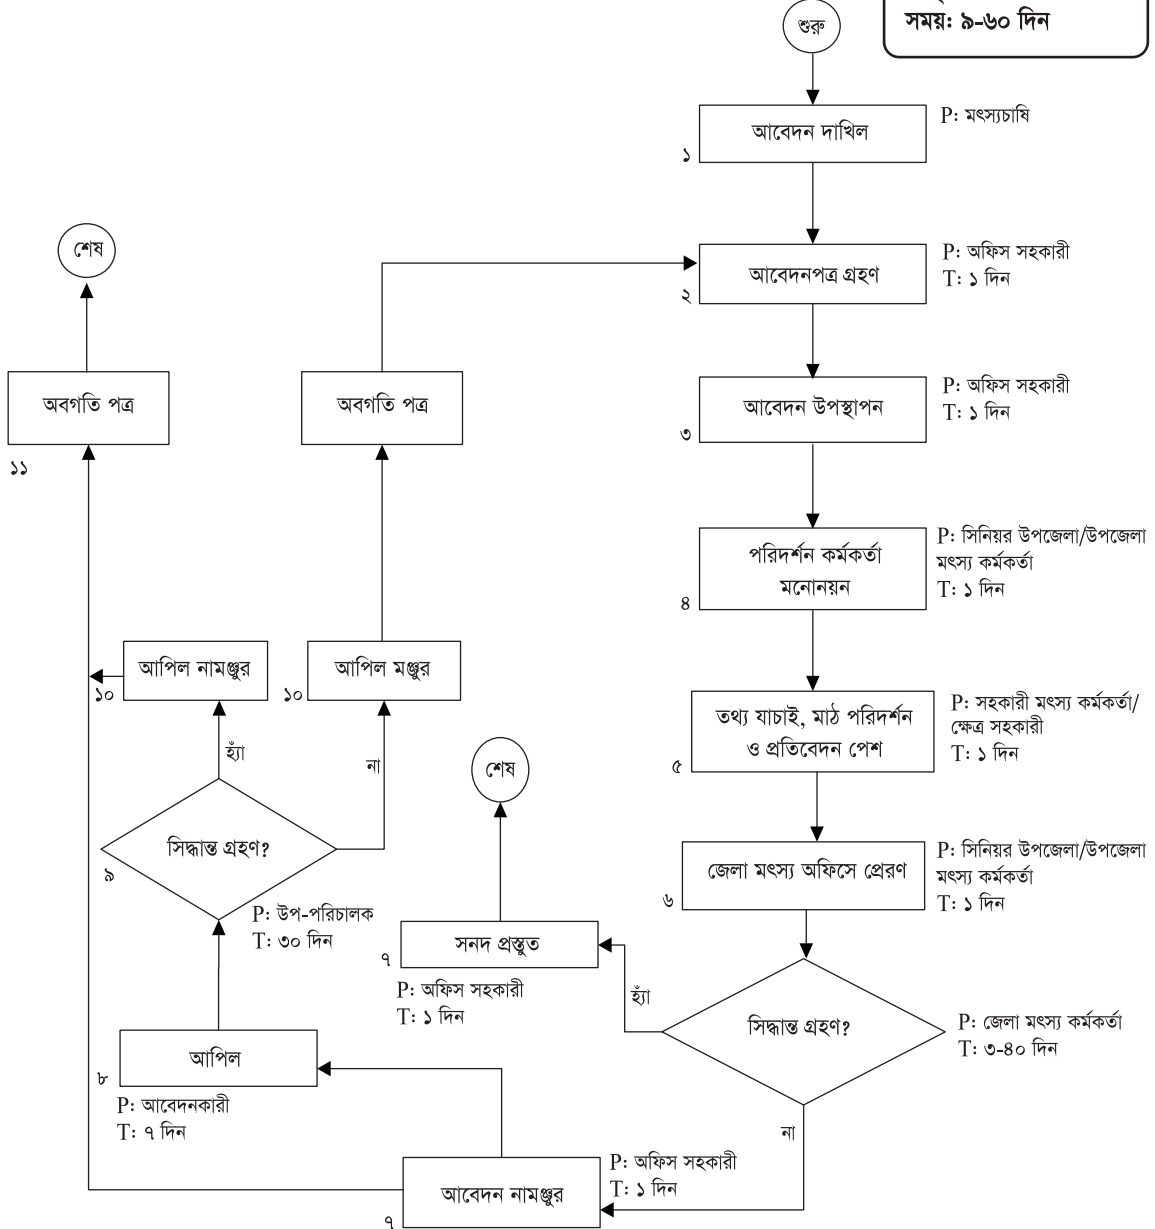 সময়: ৯-৬০ দিন
শুরু
আবেদন দাখিল
১
P: মৎস্যচাষি
আবেদনপত্র গ্রহণ
২
P: অফিস সহকারী
T: ১ দিন
আবেদন উপস্থাপন
৩
P: অফিস সহকারী
T: ১ দিন
পরিদর্শন কর্মকর্তা
মনোনয়ন
৪
P: সিনিয়র উপজেলা/উপজেলা
মৎস্য কর্মকর্তা
T: ১ দিন
তথ্য যাচাই, মাঠ পরিদর্শন
ও প্রতিবেদন পেশ
৫
P: সহকারী মৎস্য কর্মকর্তা/
ক্ষেত্র সহকারী
T: ১ দিন
জেলা মৎস্য অফিসে প্রেরণ
৬
P: সিনিয়র উপজেলা/উপজেলা
মৎস্য কর্মকর্তা
T: ১ দিন
সিদ্ধান্ত গ্রহণ?
P: জেলা মৎস্য কর্মকর্তা
T: ৩-৪০ দিন
হ্যাঁ
না
সনদ প্রস্তুত
৭
P: অফিস সহকারী
T: ১ দিন
শেষ
আবেদন নামঞ্জুর
৭
P: অফিস সহকারী
T: ১ দিন
আপিল
৮
P: আবেদনকারী
T: ৭ দিন
সিদ্ধান্ত গ্রহণ?
৯
P: উপ-পরিচালক
T: ৩০ দিন
হ্যাঁ
না
আপিল নামঞ্জুর
১০
আপিল মঞ্জুর
১০
অবগতি পত্র
অবগতি পত্র
১১
শেষ